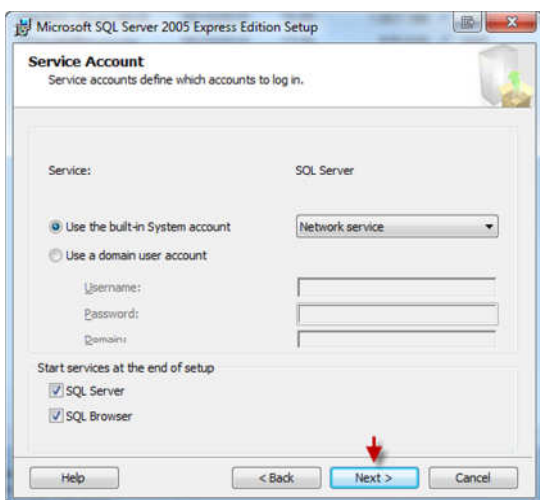 Microsoft SQL Server 2005 Express Edition Setup
Service Account
Service accounts define which accounts to log in.
Service: SQL Server
Use the built-in System account Network service
Use a domain user account
Username:
Password:
Domain:
Start services at the end of setup
SQL Server
SQL Browser
Help < Back Next > Cancel